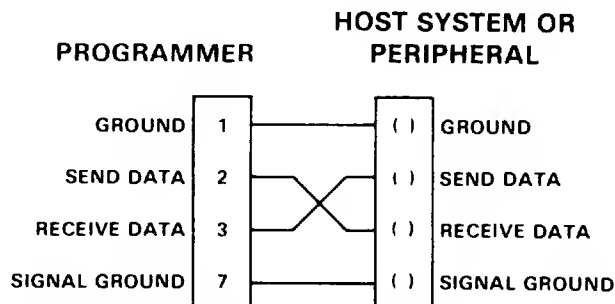 HOST SYSTEM OR
PROGRAMMER PERIPHERAL
GROUND 1 ( ) GROUND
SEND DATA 2 ( ) SEND DATA
RECEIVE DATA 3 ( ) RECEIVE DATA
SIGNAL GROUND 7 ( ) SIGNAL GROUND